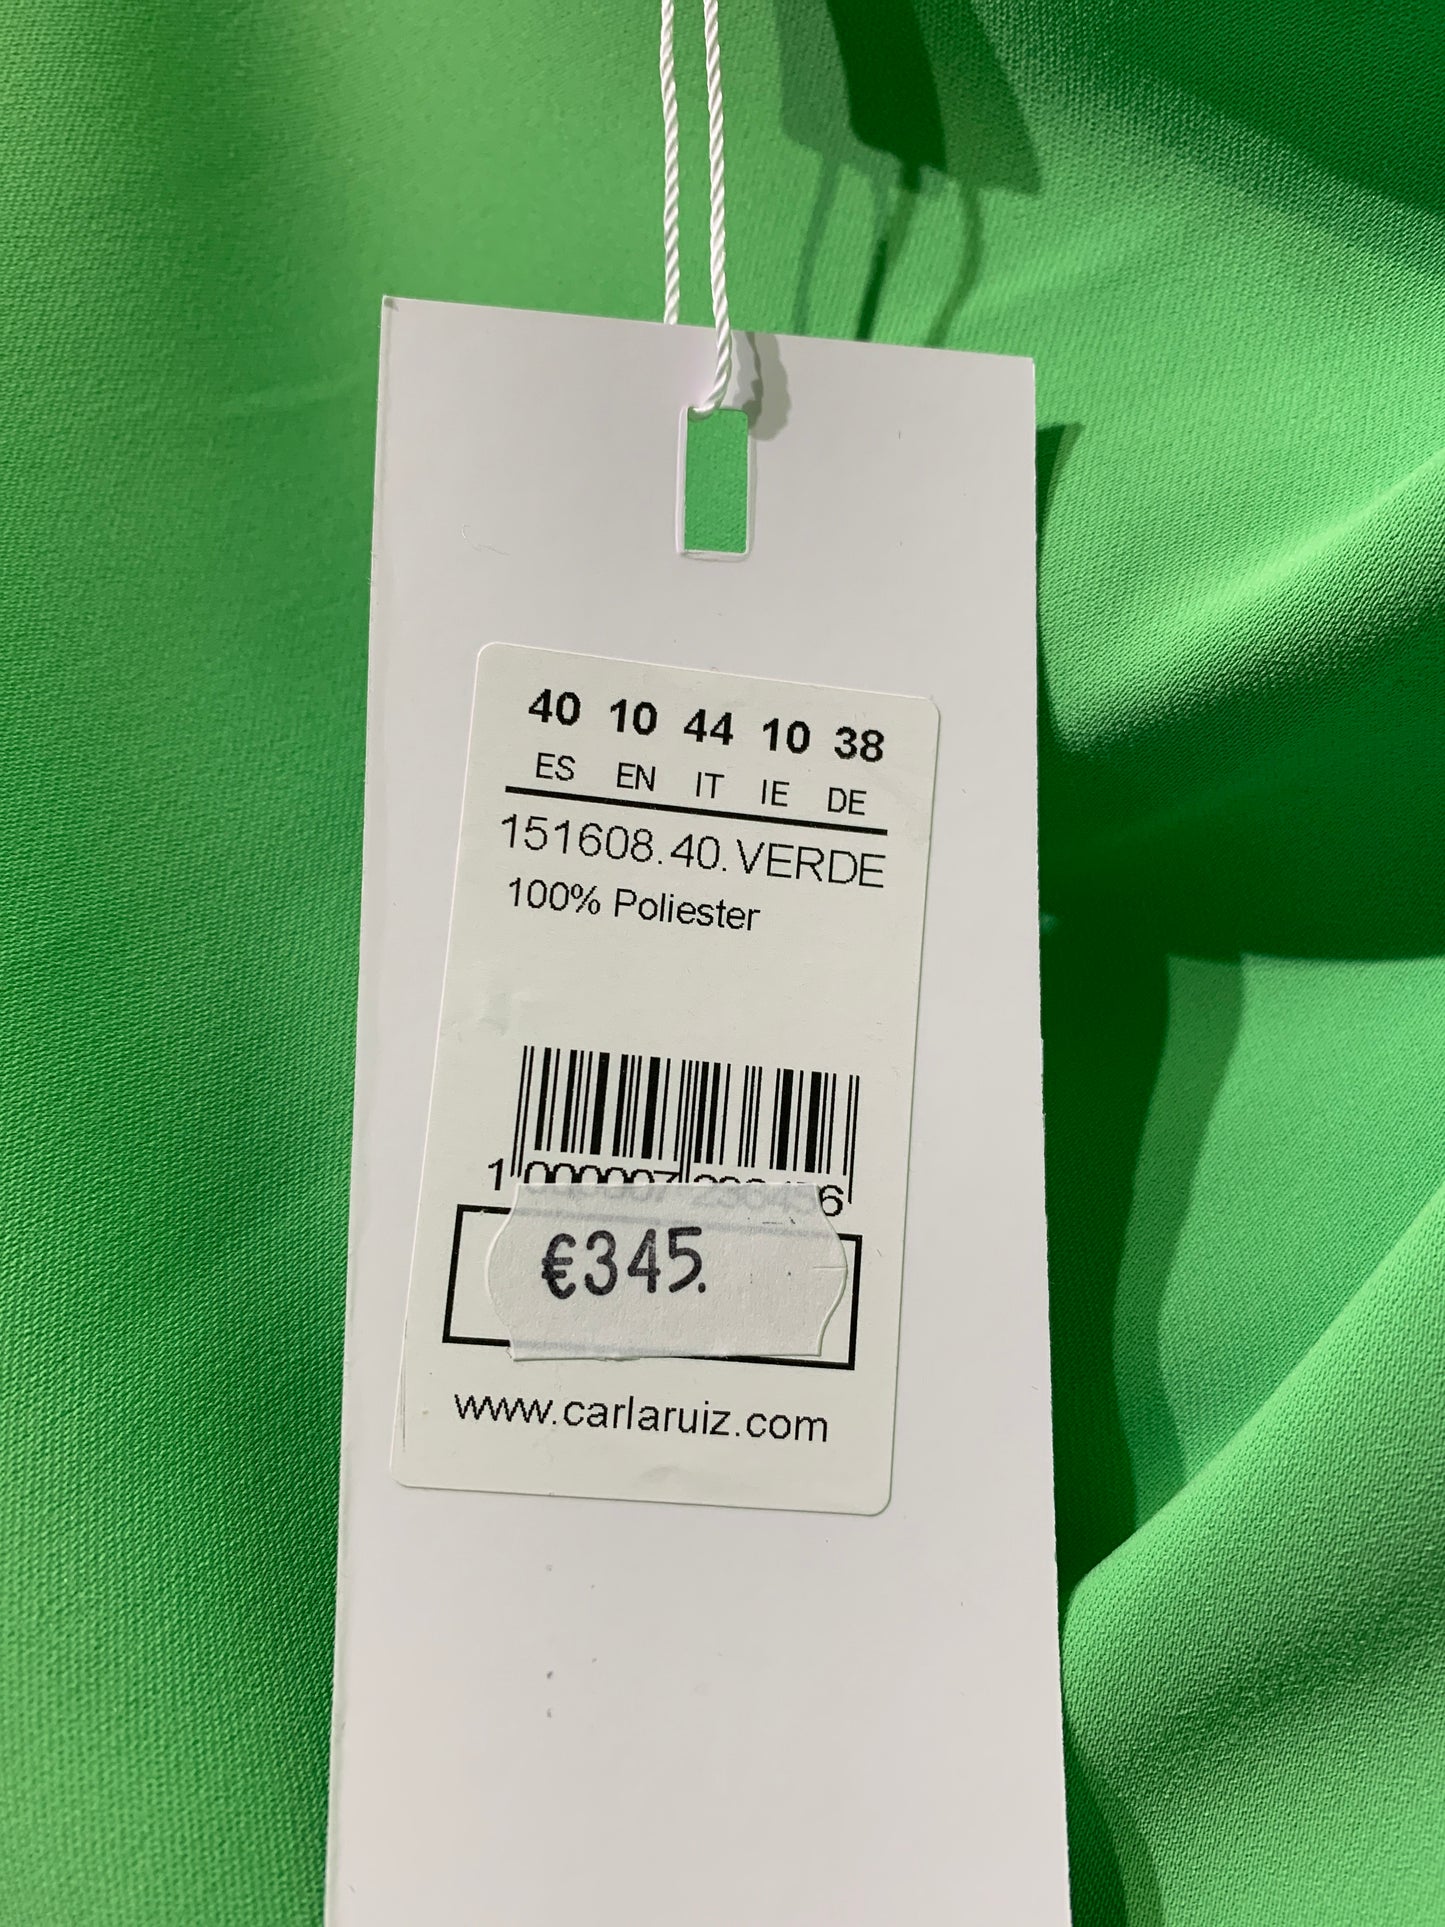 40 10 44 10 38
ES EN IT IE DE
151608.40.VERDE
100% Poliester
€345.
www.carlaruiz.com